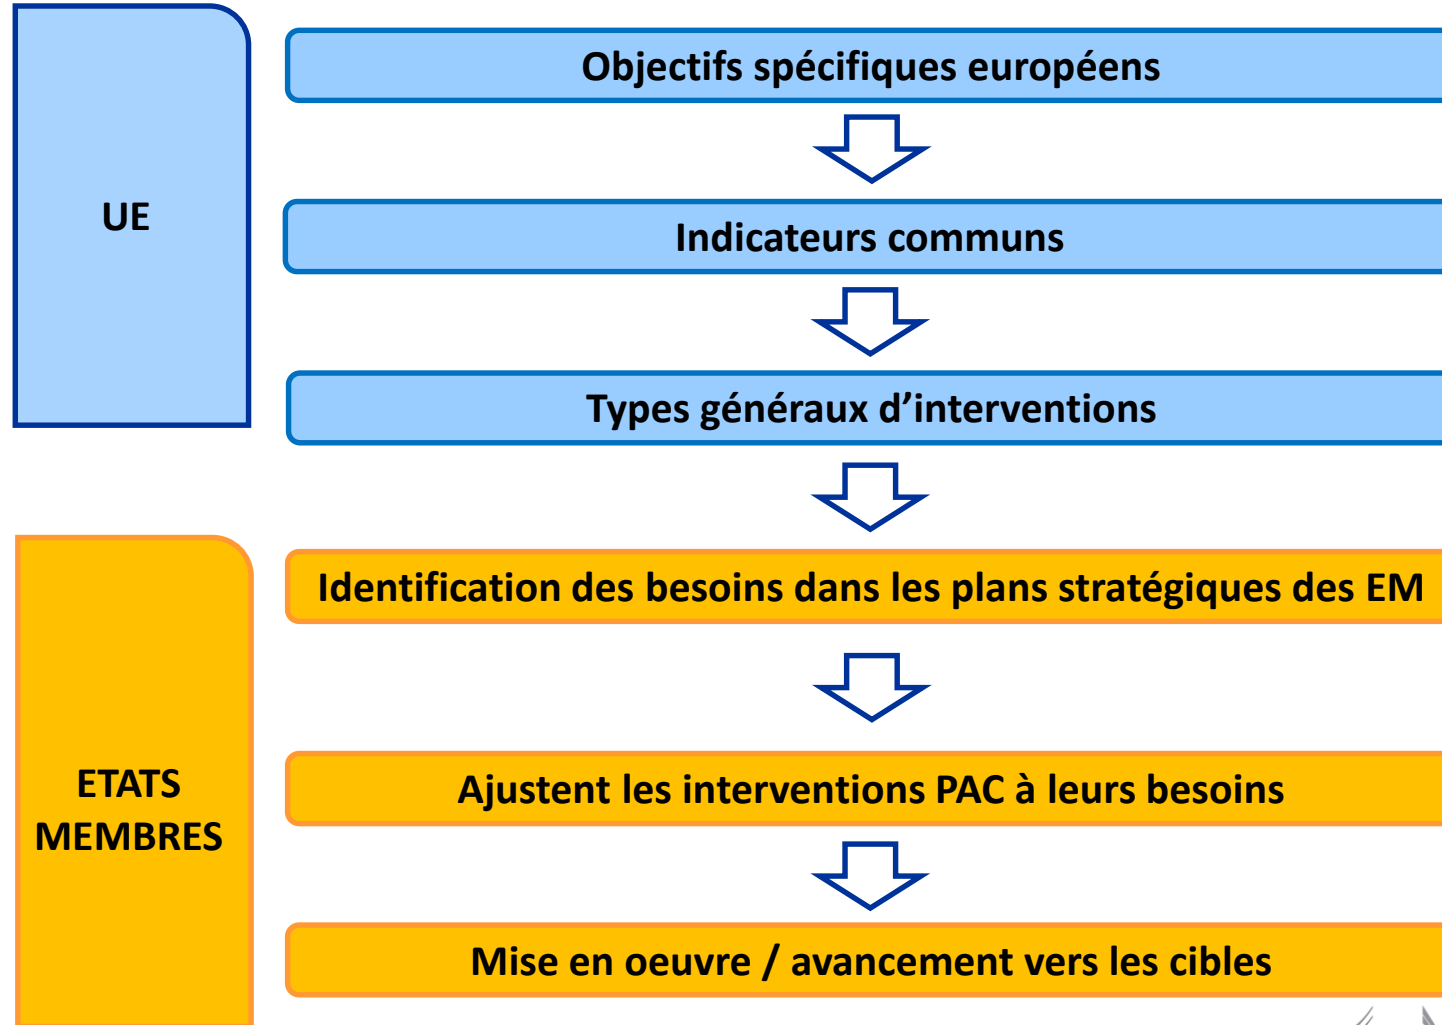 UE
Objectifs spécifiques européens
Indicateurs communs
Types généraux d’interventions
ETATS
MEMBRES
Identification des besoins dans les plans stratégiques des EM
Ajustent les interventions PAC à leurs besoins
Mise en oeuvre / avancement vers les cibles